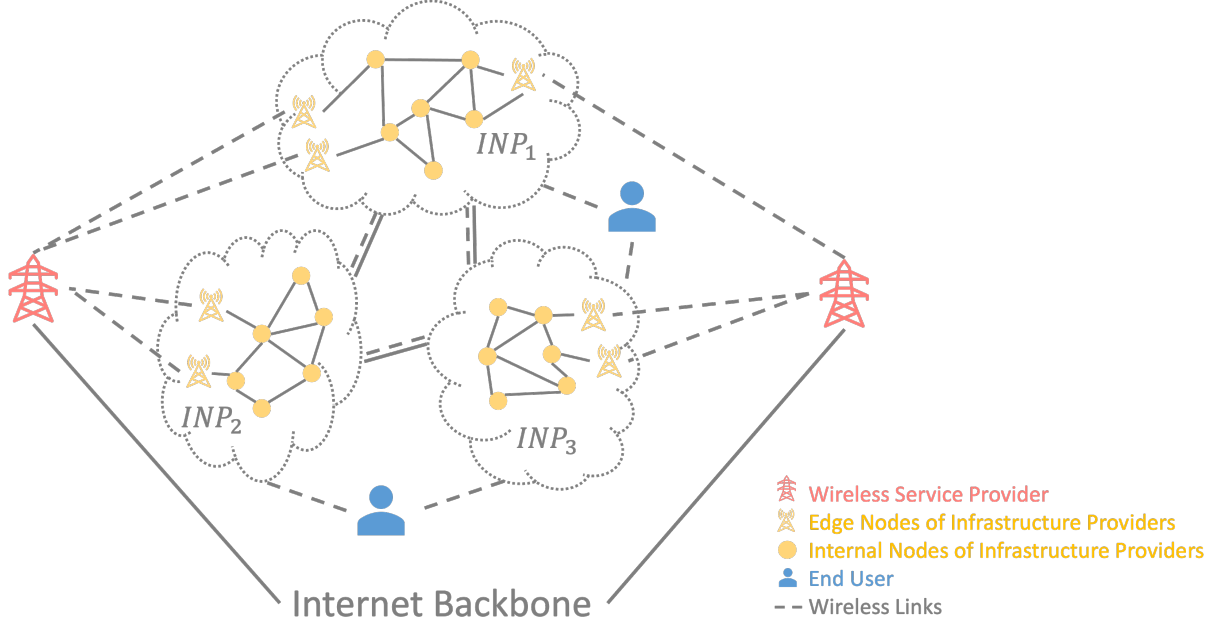 INP₁
INP₂
INP₃
Wireless Service Provider
Edge Nodes of Infrastructure Providers
Internal Nodes of Infrastructure Providers
End User
Wireless Links
Internet Backbone